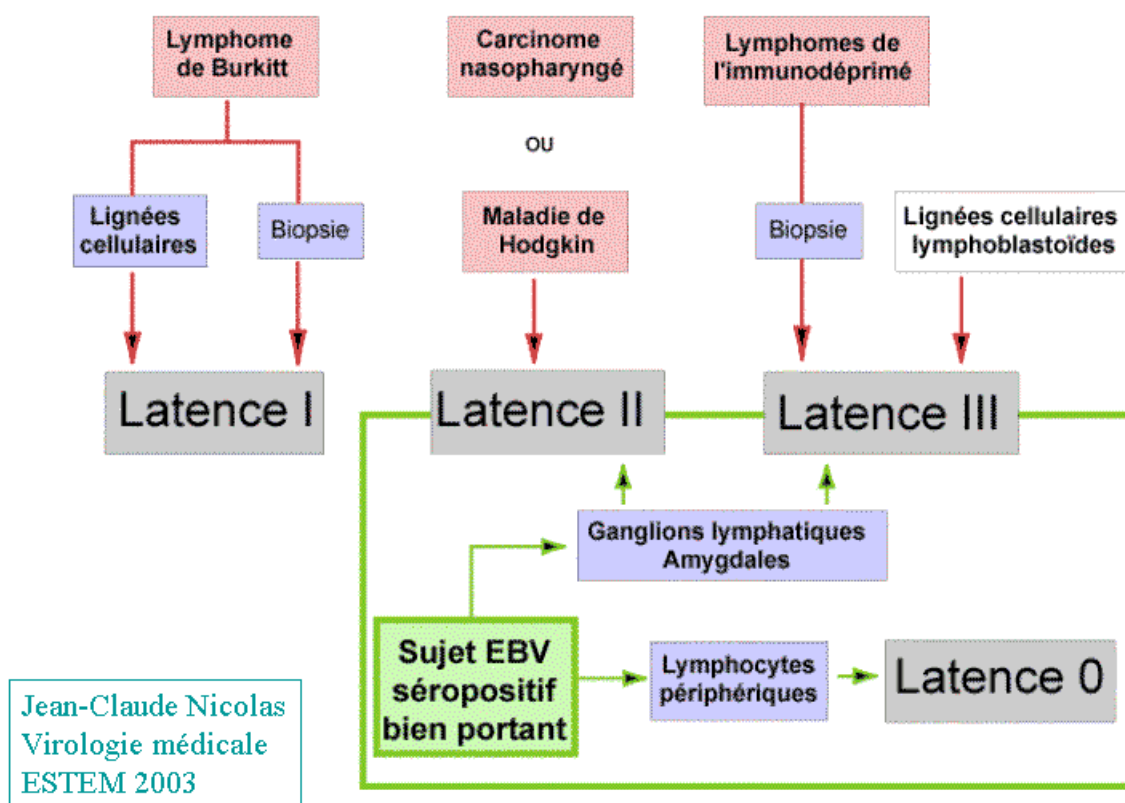 Lymphome
de Burkitt
Carcinome
nasopharyngé
Lymphomes de
l'immunodéprimé
OU
Lignées
cellulaires
Biopsie
Maladie de
Hodgkin
Biopsie
Lignées cellulaires
lymphoblastoïdes
Latence I
Latence II
Latence III
Ganglions lymphatiques
Amygdales
Sujet EBV
séropositif
bien portant
Lymphocytes
périphériques
Latence 0
Jean-Claude Nicolas
Virologie médicale
ESTEM 2003